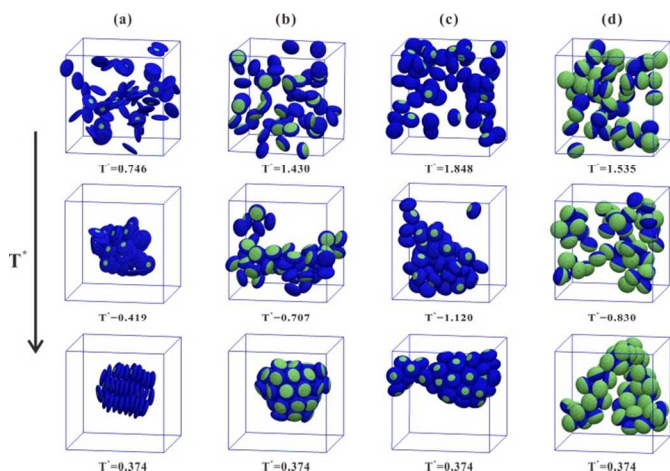 (a) (b) (c) (d)
T*=0.746 T*=1.430 T*=1.848 T*=1.535
T*
T*=0.419 T*=0.707 T*=1.120 T*=0.830
T*=0.374 T*=0.374 T*=0.374 T*=0.374